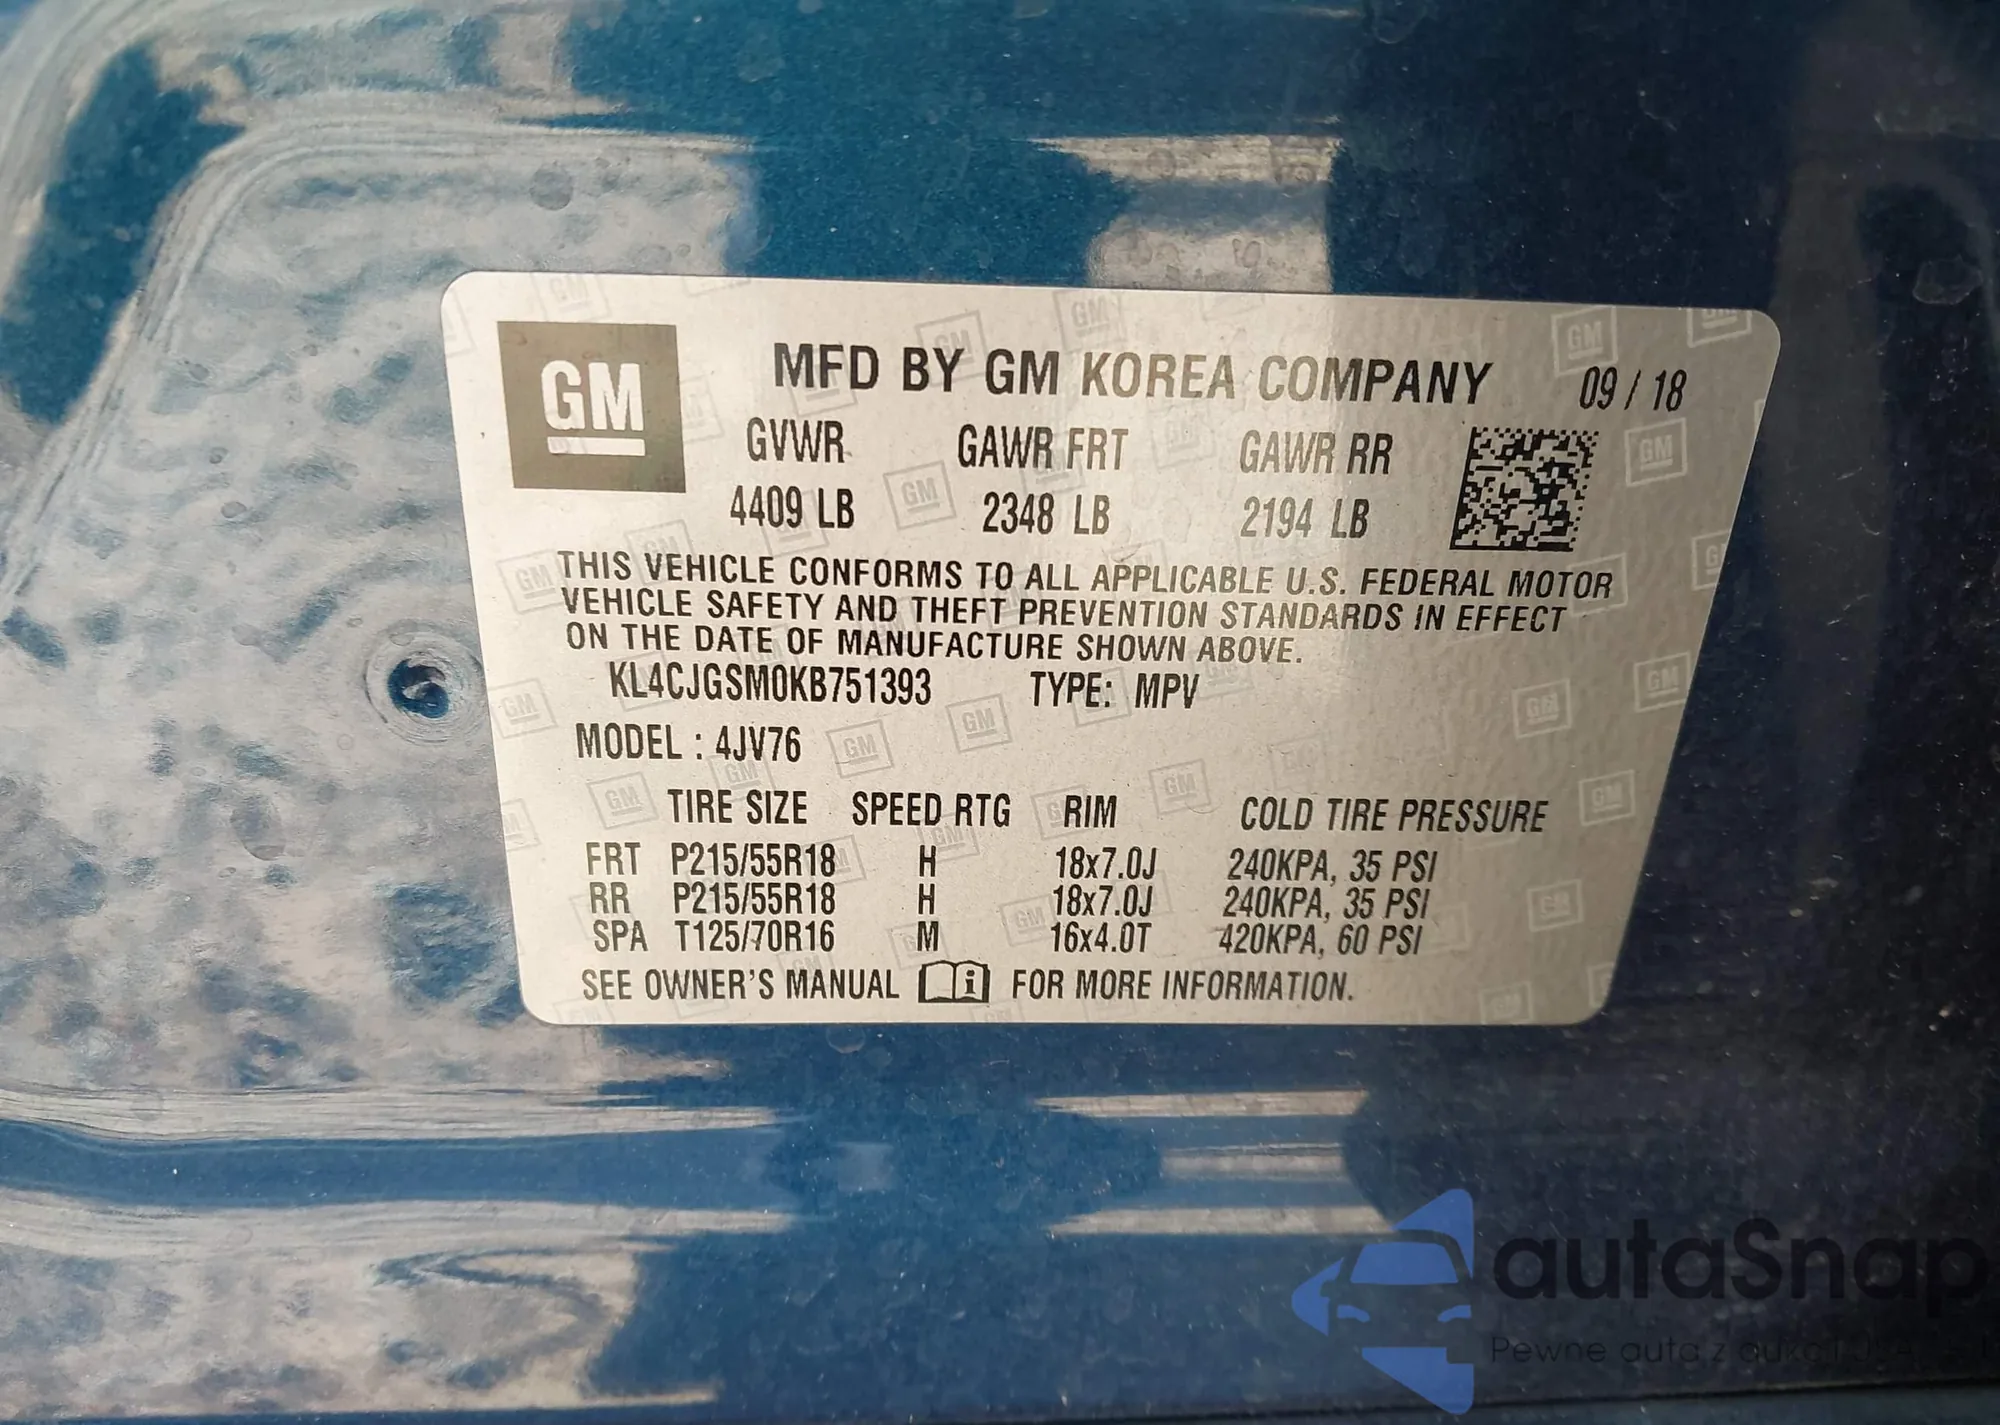 GM
MFD BY GM KOREA COMPANY 09 / 18
GVWR GAWR FRT GAWR RR
4409 LB 2348 LB 2194 LB
THIS VEHICLE CONFORMS TO ALL APPLICABLE U.S. FEDERAL MOTOR
VEHICLE SAFETY AND THEFT PREVENTION STANDARDS IN EFFECT
ON THE DATE OF MANUFACTURE SHOWN ABOVE.
KL4CJGSM0KB751393 TYPE: MPV
MODEL : 4JV76
TIRE SIZE SPEED RTG RIM COLD TIRE PRESSURE
FRT P215/55R18 H 18x7.0J 240KPA, 35 PSI
RR P215/55R18 H 18x7.0J 240KPA, 35 PSI
SPA T125/70R16 M 16x4.0T 420KPA, 60 PSI
SEE OWNER'S MANUAL FOR MORE INFORMATION.
autaSnap
Pewne auta z